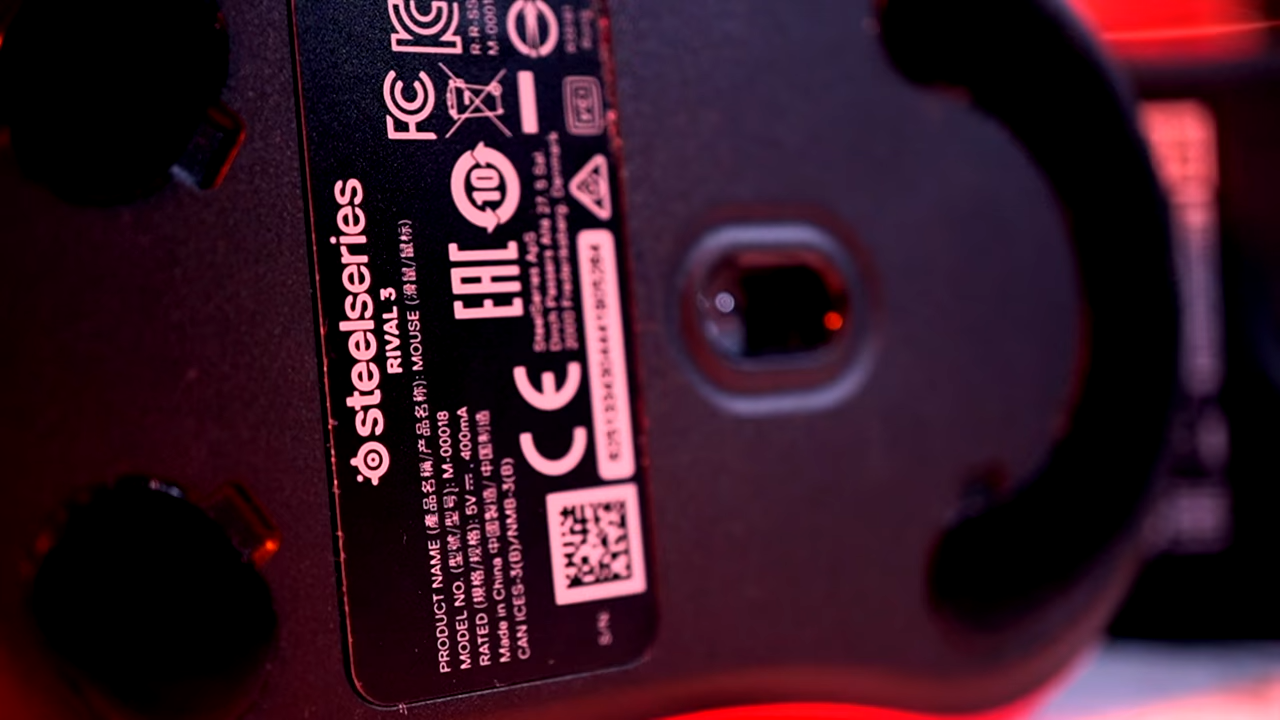 steelseries
RIVAL 3
PRODUCT NAME (產品名稱/产品名称): MOUSE (滑鼠/鼠标)
MODEL NO. (型號/型号): M-00018
RATED (規格/规格): 5V ⎓ 400mA
Made in China 中國製造/中国制造
CAN ICES-3(B)/NMB-3(B)
FC
EAC
10
CE
SteelSeries ApS
Dirch Passers Alle 27, 5 Sal
2000 Frederiksberg, Denmark
S/N: